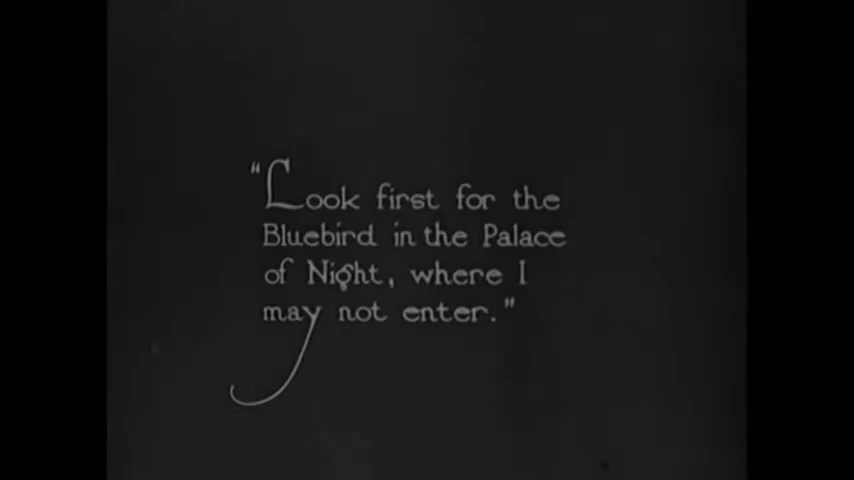 "Look first for the
Bluebird in the Palace
of Night, where I
may not enter."